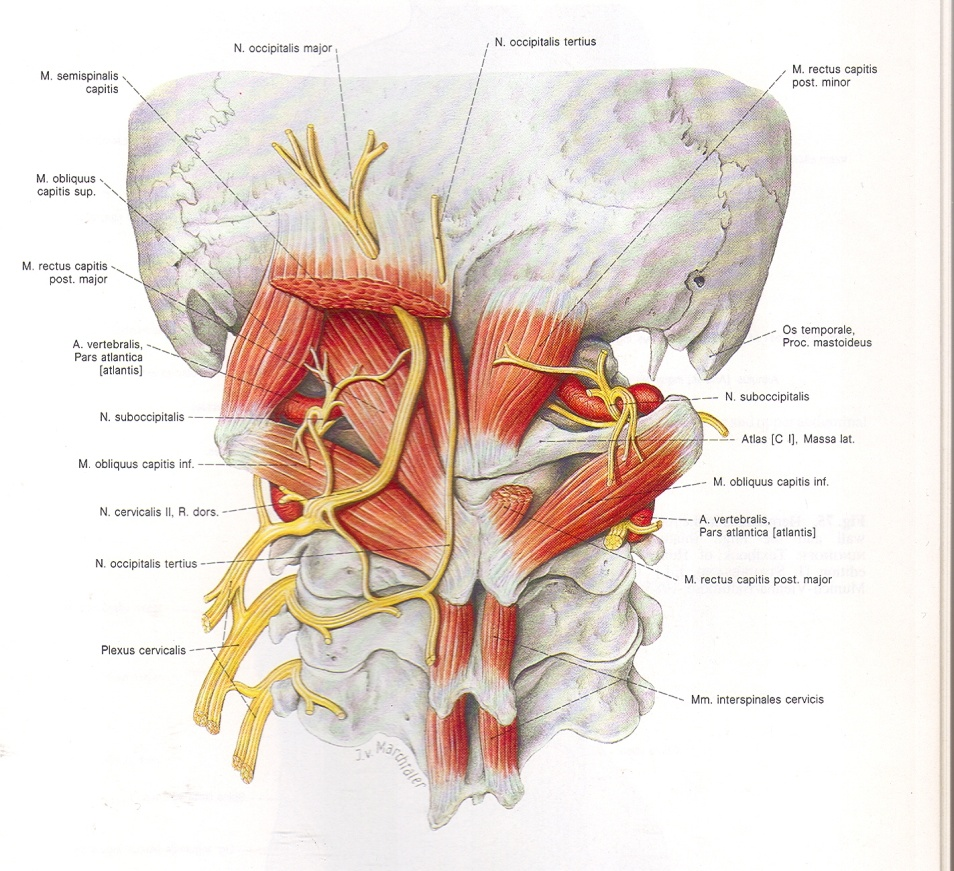 N. occipitalis major
N. occipitalis tertius
M. semispinalis
capitis
M. rectus capitis
post. minor
M. obliquus
capitis sup.
M. rectus capitis
post. major
A. vertebralis,
Pars atlantica
[atlantis]
N. suboccipitalis
M. obliquus capitis inf.
N. cervicalis II, R. dors.
N. occipitalis tertius
Plexus cervicalis
Os temporale,
Proc. mastoideus
N. suboccipitalis
Atlas [C I], Massa lat.
M. obliquus capitis inf.
A. vertebralis,
Pars atlantica [atlantis]
M. rectus capitis post. major
Mm. interspinales cervicis
J. v. Marchtaler